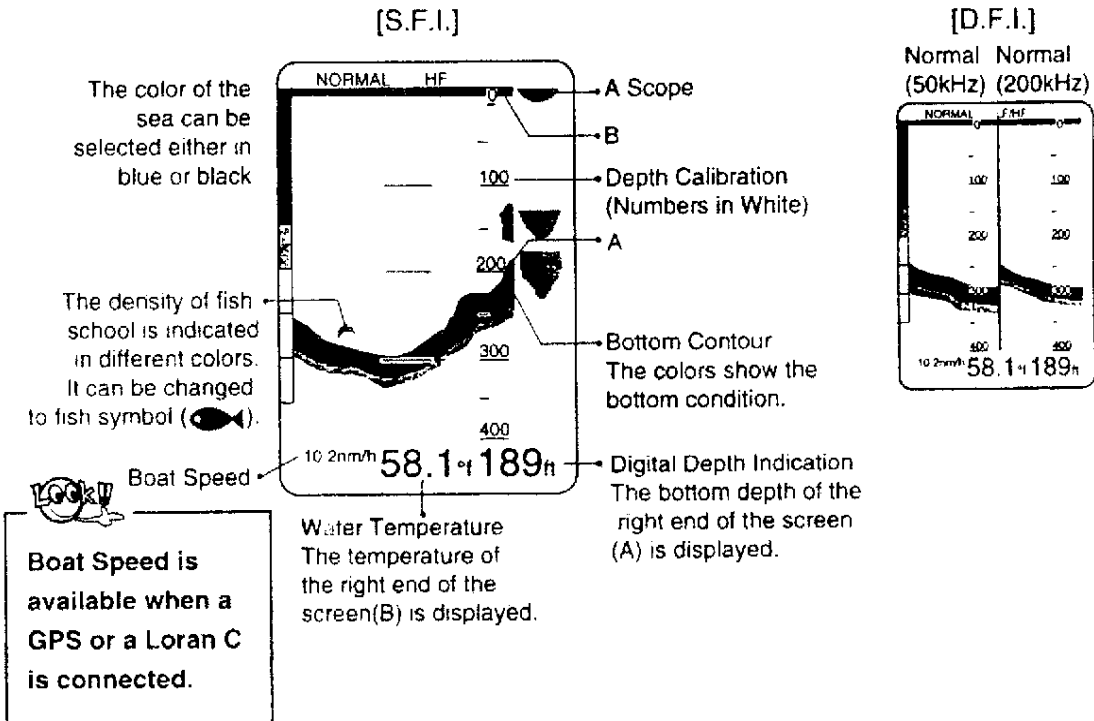 [S.F.I.]
[D.F.I.]
Normal Normal
(50kHz) (200kHz)
The color of the
sea can be
selected either in
blue or black
NORMAL HF
0
100
200
300
400
10.2nm/h 58.1°f 189ft
A Scope
B
Depth Calibration
(Numbers in White)
A
Bottom Contour
The colors show the
bottom condition.
Digital Depth Indication
The bottom depth of the
right end of the screen
(A) is displayed.
The density of fish
school is indicated
in different colors.
It can be changed
to fish symbol ( ).
Boat Speed
Water Temperature
The temperature of
the right end of the
screen(B) is displayed.
Look!!
Boat Speed is
available when a
GPS or a Loran C
is connected.
NORMAL
0 0
100 100
200 200
300 300
400 400
10.2nm/h 58.1°f 189ft